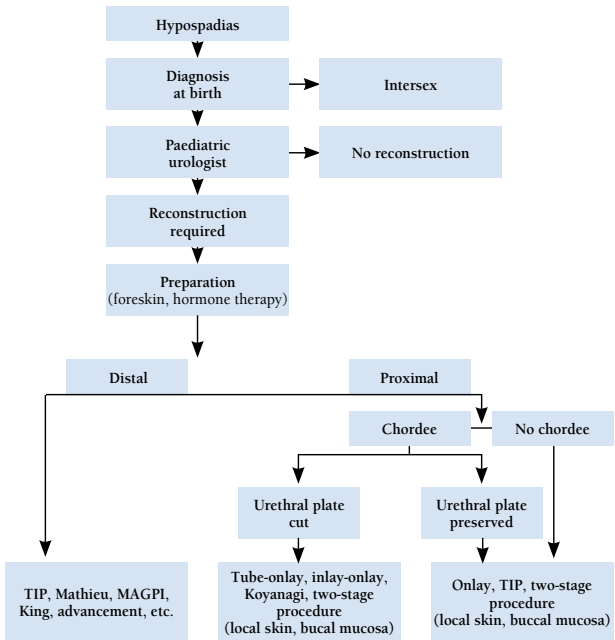 Hypospadias
Diagnosis
at birth
Intersex
Paediatric
urologist
No reconstruction
Reconstruction
required
Preparation
(foreskin, hormone therapy)
Distal
Proximal
Chordee
No chordee
Urethral plate
cut
Urethral plate
preserved
TIP, Mathieu, MAGPI,
King, advancement, etc.
Tube-onlay, inlay-onlay,
Koyanagi, two-stage
procedure
(local skin, bucal mucosa)
Onlay, TIP, two-stage
procedure
(local skin, buccal mucosa)